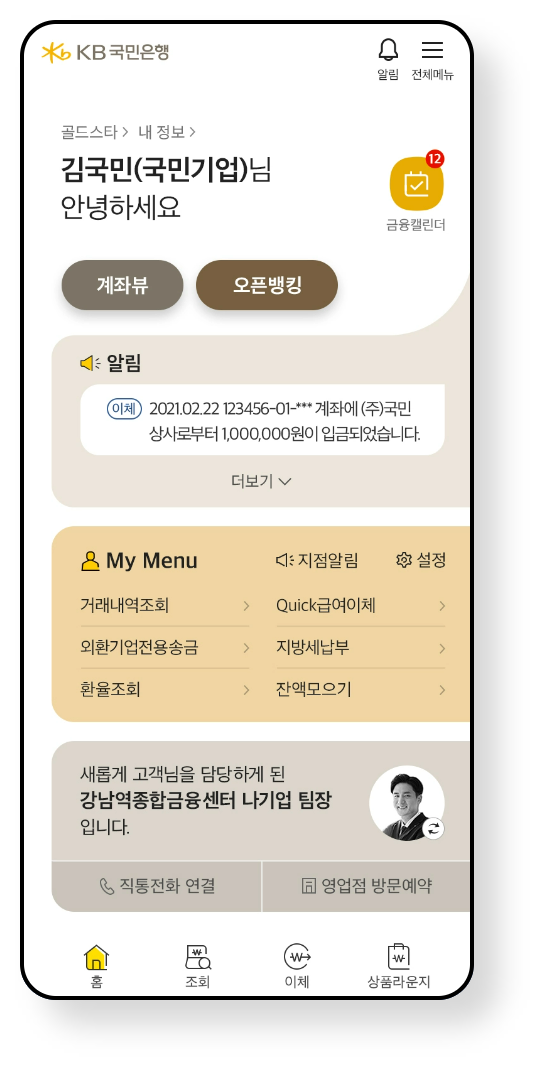 KB 국민은행
알림 전체메뉴
골드스타 > 내 정보 >
김국민(국민기업)님
안녕하세요
12
금융캘린더
계좌뷰 오픈뱅킹
알림
이체 2021.02.22 123456-01-*** 계좌에 (주)국민
상사로부터 1,000,000원이 입금되었습니다.
더보기
My Menu 지점알림 설정
거래내역조회 > Quick급여이체 >
외환기업전용송금 > 지방세납부 >
환율조회 > 잔액모으기 >
새롭게 고객님을 담당하게 된
강남역종합금융센터 나기업 팀장
입니다.
직통전화 연결 영업점 방문예약
홈 조회 이체 상품라운지